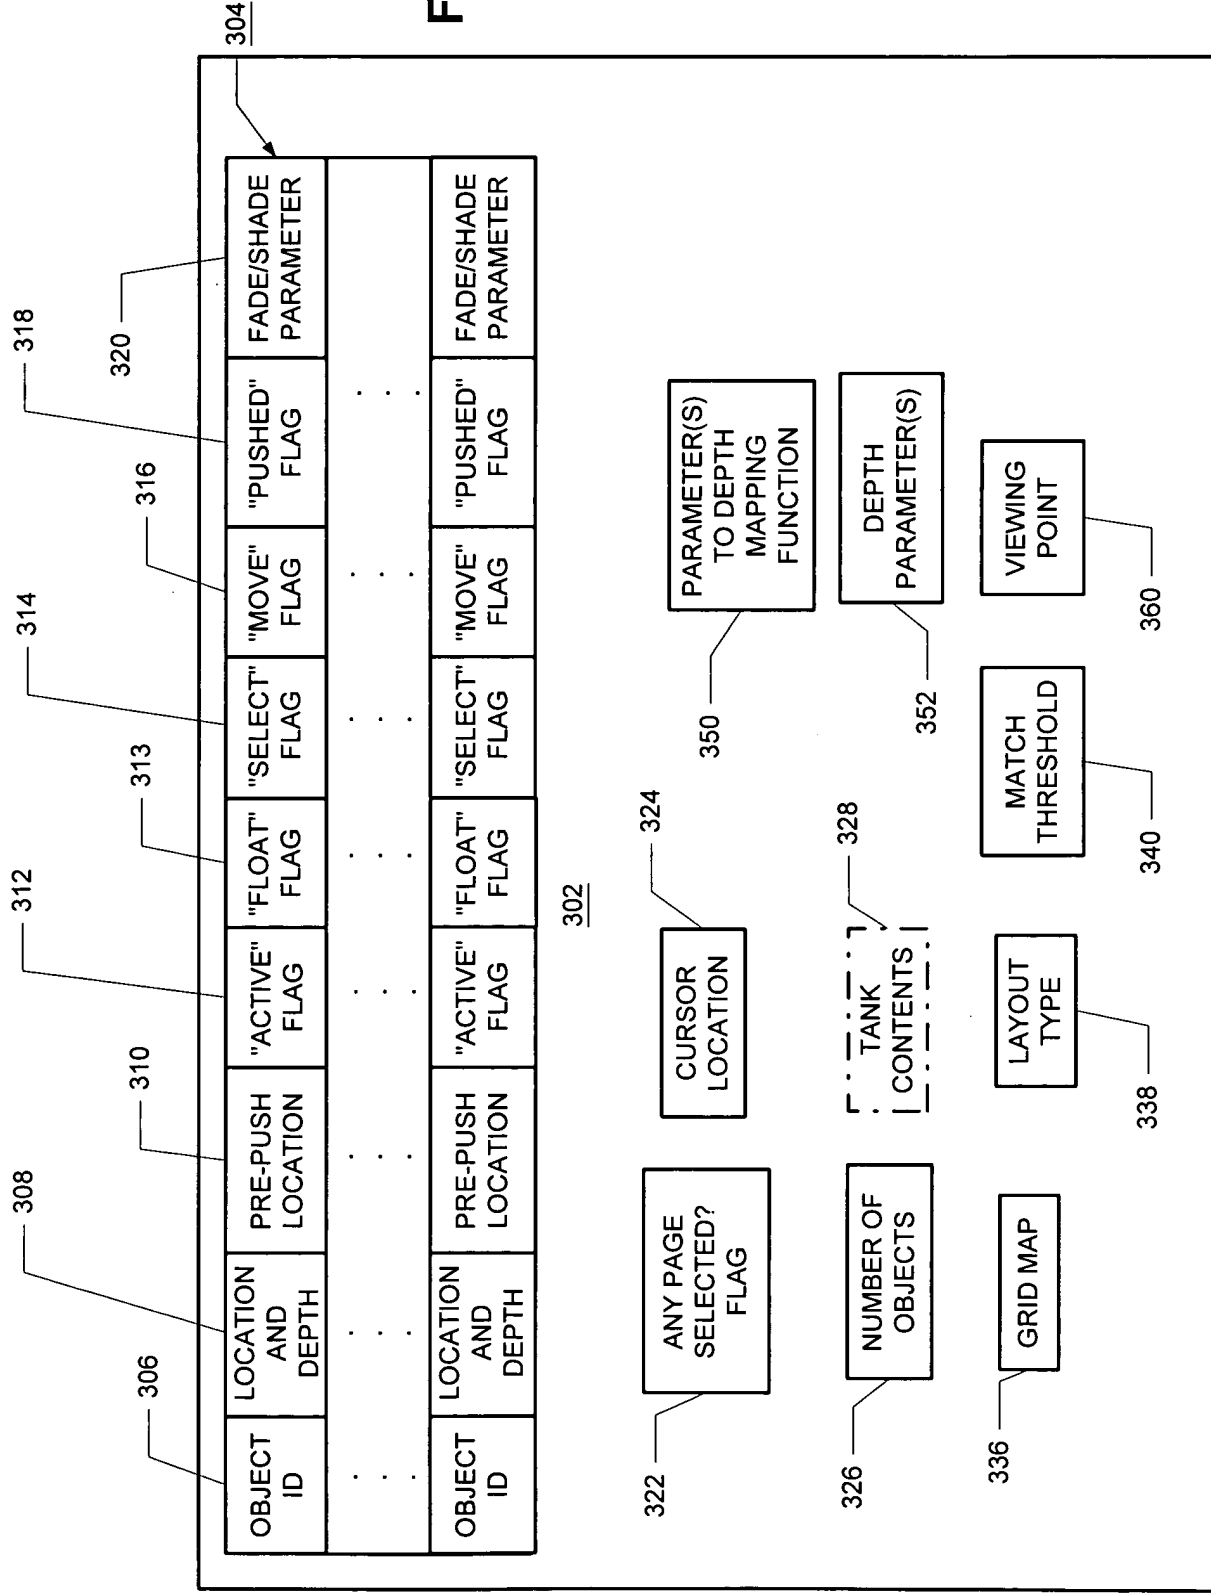 304
F
306
308
310
312
313
314
316
318
320
OBJECT
ID
LOCATION
AND
DEPTH
PRE-PUSH
LOCATION
"ACTIVE"
FLAG
"FLOAT"
FLAG
"SELECT"
FLAG
"MOVE"
FLAG
"PUSHED"
FLAG
FADE/SHADE
PARAMETER
. . .
. . .
. . .
. . .
. . .
. . .
. . .
. . .
OBJECT
ID
LOCATION
AND
DEPTH
PRE-PUSH
LOCATION
"ACTIVE"
FLAG
"FLOAT"
FLAG
"SELECT"
FLAG
"MOVE"
FLAG
"PUSHED"
FLAG
FADE/SHADE
PARAMETER
302
322
ANY PAGE
SELECTED?
FLAG
324
CURSOR
LOCATION
350
PARAMETER(S)
TO DEPTH
MAPPING
FUNCTION
326
NUMBER OF
OBJECTS
328
TANK
CONTENTS
352
DEPTH
PARAMETER(S)
336
GRID MAP
338
LAYOUT
TYPE
340
MATCH
THRESHOLD
360
VIEWING
POINT